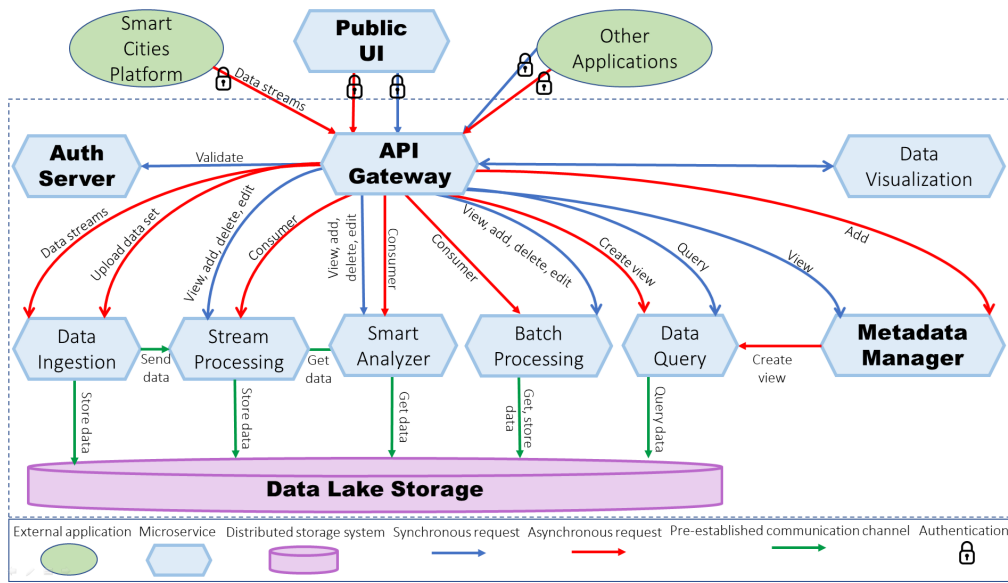 Smart
Cities
Platform
Public
UI
Other
Applications
Data streams
Auth
Server
Validate
API
Gateway
Data
Visualization
Data streams
Upload data set
View, add, delete, edit
Consumer
View, add,
delete, edit
Consumer
Consumer
View, add, delete, edit
Create view
Query
View
Add
Data
Ingestion
Send
data
Stream
Processing
Get
data
Smart
Analyzer
Batch
Processing
Data
Query
Create
view
Metadata
Manager
Store data
Store data
Get data
Get, store
data
Query data
Data Lake Storage
External application
Microservice
Distributed storage system
Synchronous request
Asynchronous request
Pre-established communication channel
Authentication